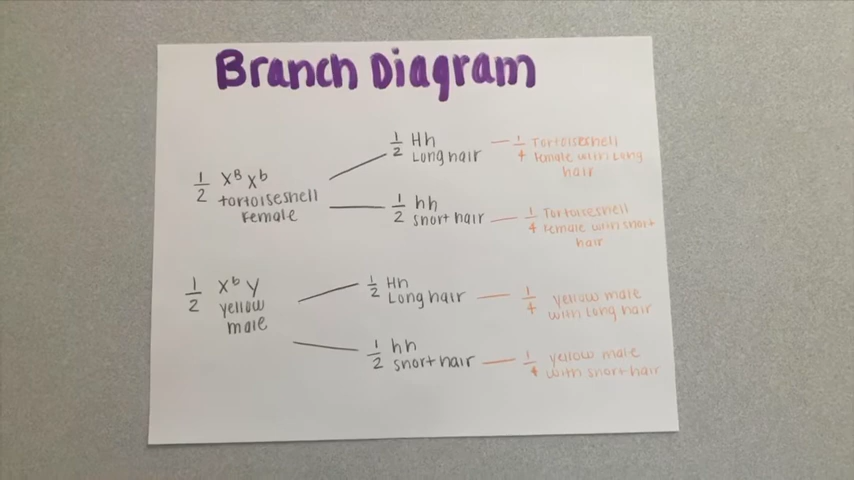 Branch Diagram
1/2 X^B X^b
tortoiseshell
Female
1/2 Hh
Long hair
1/4 Tortoiseshell
Female with Long
hair
1/2 hh
short hair
1/4 Tortoiseshell
Female with short
hair
1/2 X^b Y
yellow
male
1/2 Hh
Long hair
1/4 yellow male
with Long hair
1/2 hh
short hair
1/4 yellow male
with short hair